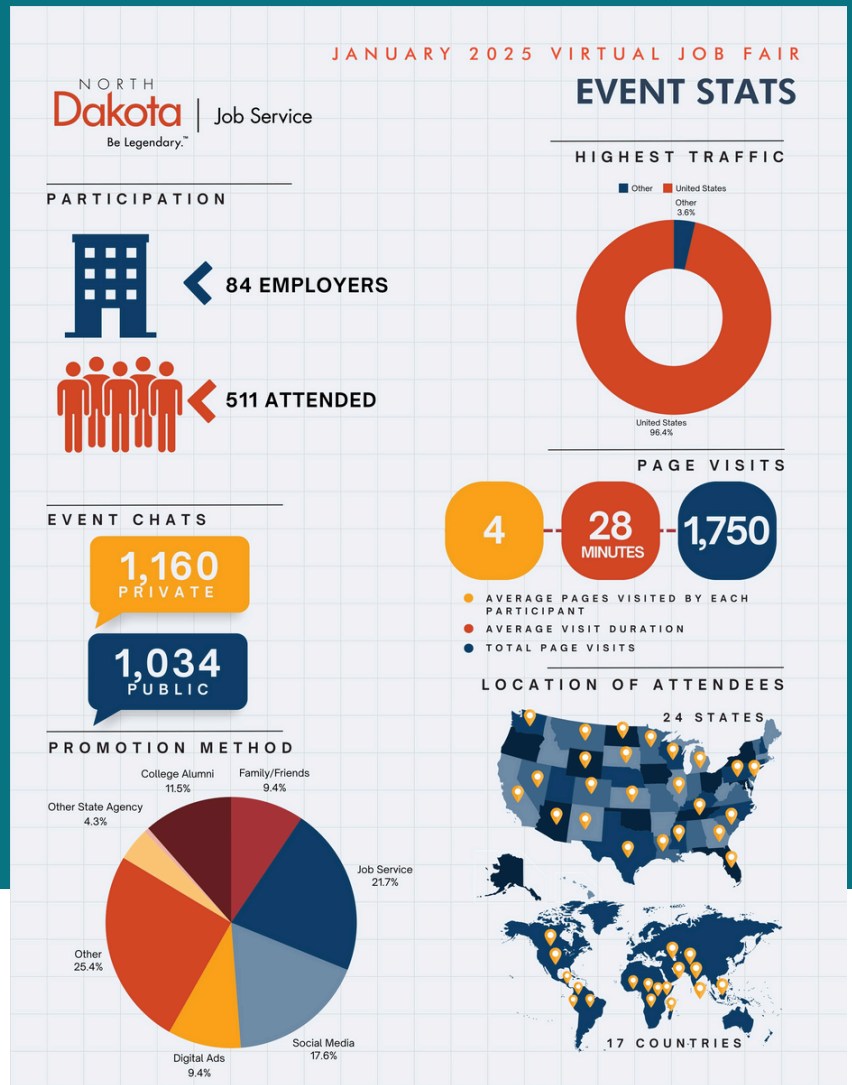 JANUARY 2025 VIRTUAL JOB FAIR
EVENT STATS
NORTH
Dakota
Job Service
Be Legendary.™
PARTICIPATION
84 EMPLOYERS
511 ATTENDED
EVENT CHATS
1,160
PRIVATE
1,034
PUBLIC
PROMOTION METHOD
College Alumni
11.5%
Family/Friends
9.4%
Other State Agency
4.3%
Job Service
21.7%
Other
25.4%
Social Media
17.6%
Digital Ads
9.4%
HIGHEST TRAFFIC
Other
United States
Other
3.6%
United States
96.4%
PAGE VISITS
4
28
MINUTES
1,750
AVERAGE PAGES VISITED BY EACH
PARTICIPANT
AVERAGE VISIT DURATION
TOTAL PAGE VISITS
LOCATION OF ATTENDEES
24 STATES
17 COUNTRIES